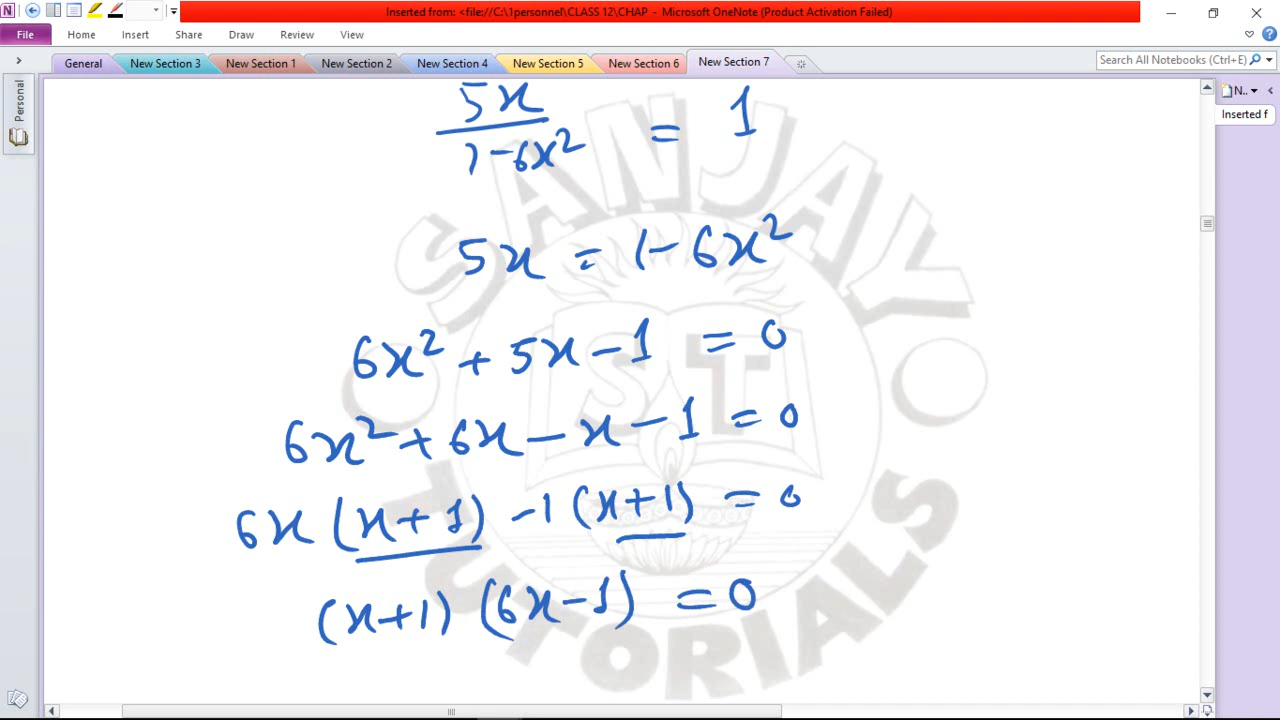 Inserted from: <file://C:\1personnel\CLASS 12\CHAP - Microsoft OneNote (Product Activation Failed)
File Home Insert Share Draw Review View
General New Section 3 New Section 1 New Section 2 New Section 4 New Section 5 New Section 6 New Section 7 Search All Notebooks (Ctrl+E)
Personal
N..
Inserted f
SANJAY
ST
TUTORIALS
5x / 1-6x² = 1
5x = 1-6x²
6x² + 5x - 1 = 0
6x² + 6x - x - 1 = 0
6x (x+1) -1 (x+1) = 0
(x+1) (6x-1) = 0